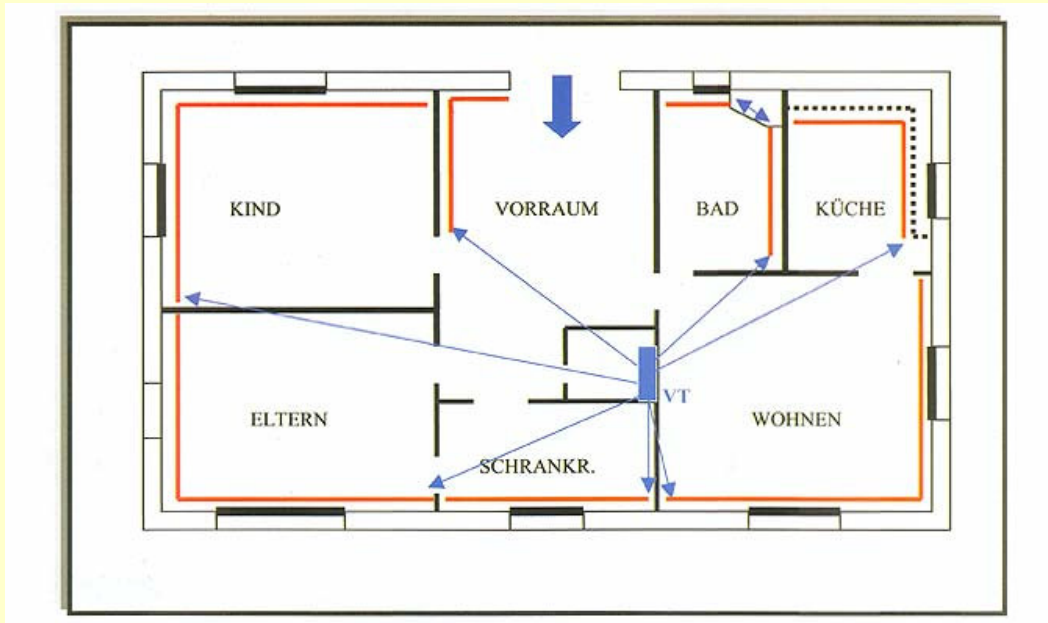 KIND
VORRAUM
BAD
KÜCHE
VT
ELTERN
WOHNEN
SCHRANKR.